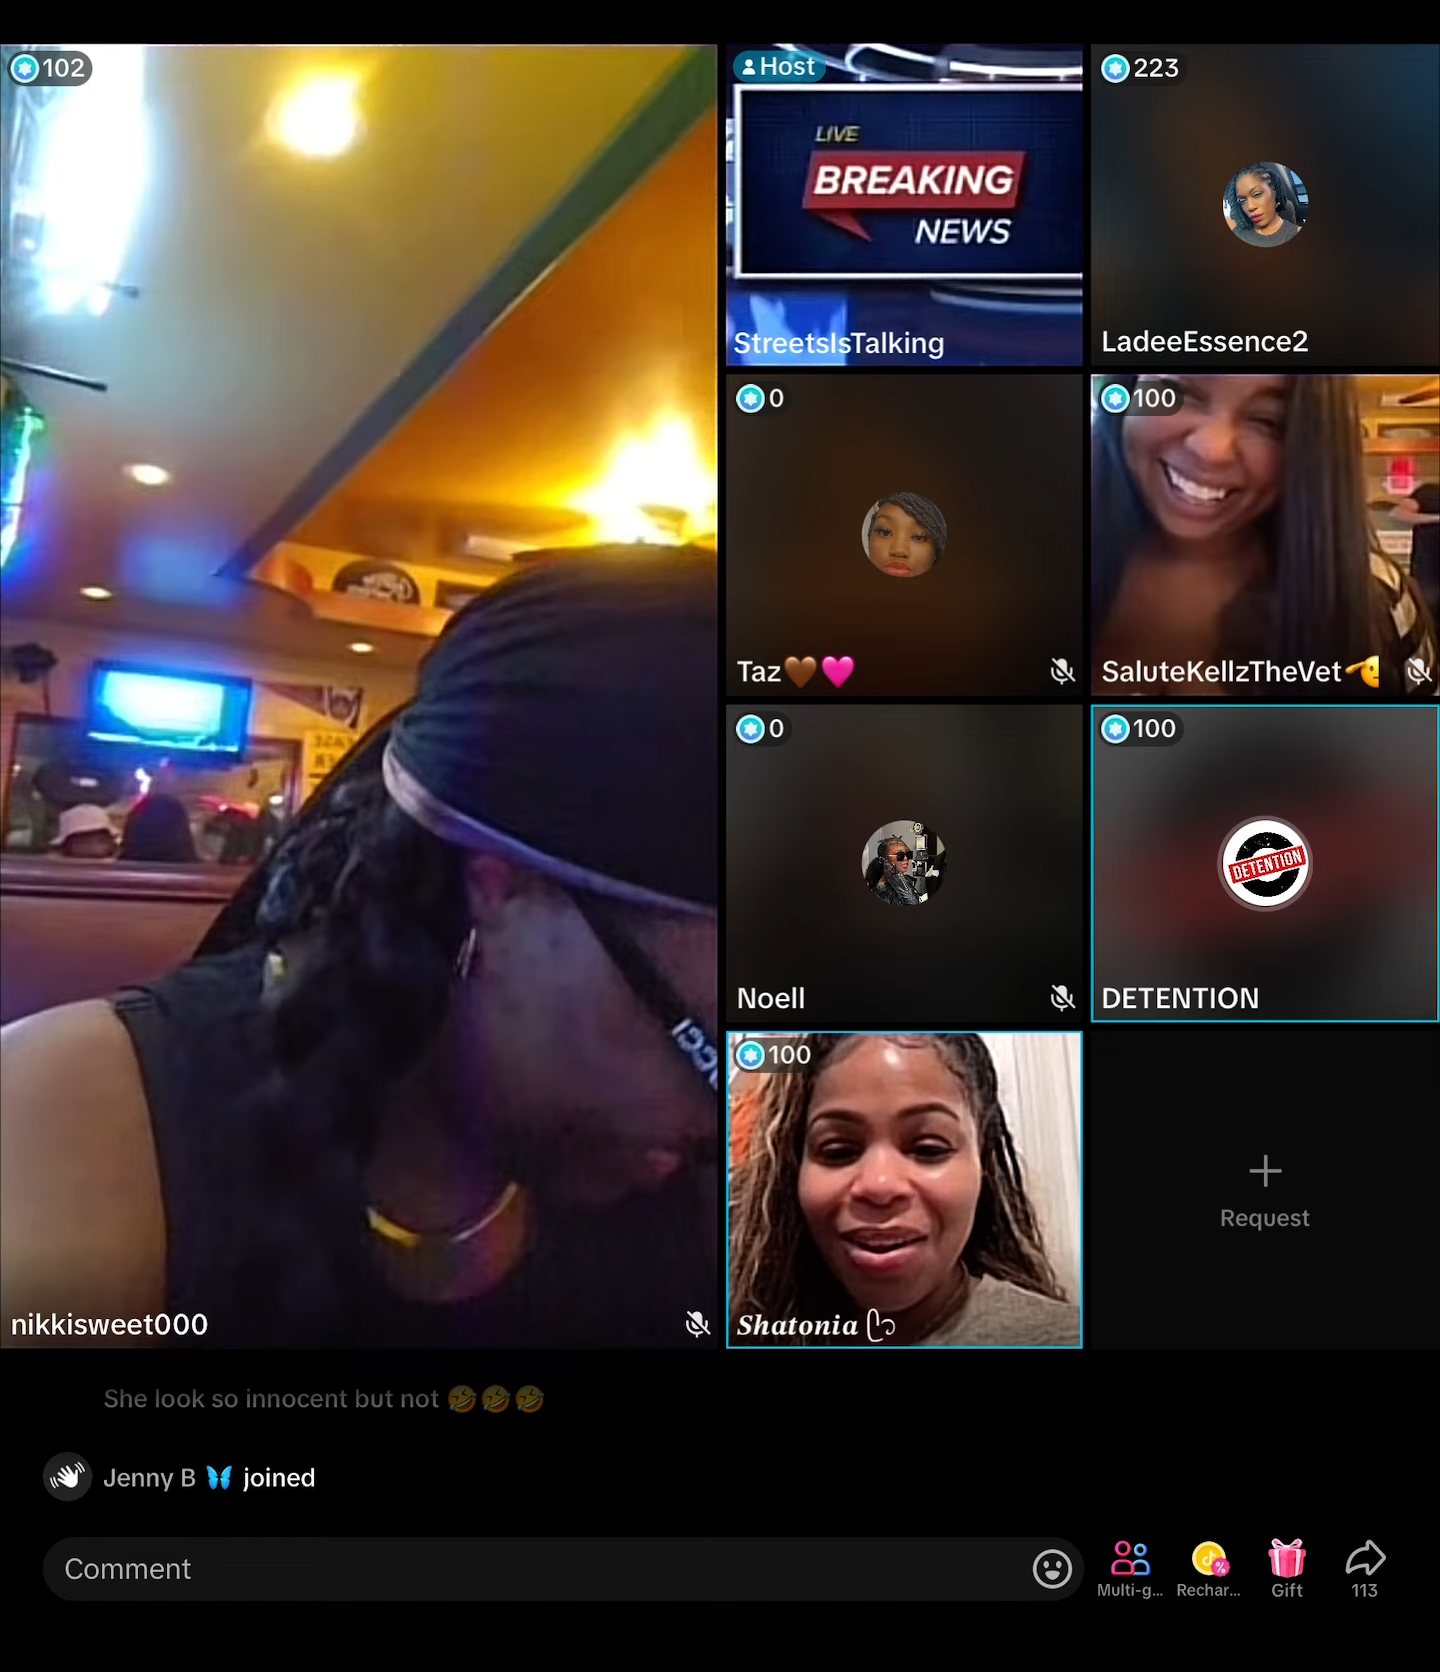 102
Host
LIVE
BREAKING
NEWS
StreetsIsTalking
223
LadeeEssence2
0
Taz🤎🩷
100
SaluteKellzTheVet🫡
0
Noell
100
DETENTION
DETENTION
100
Shatonia
nikkisweet000
Request
She look so innocent but not 🤣🤣🤣
Jenny B 🦋 joined
Comment
Multi-g...
Rechar...
Gift
113